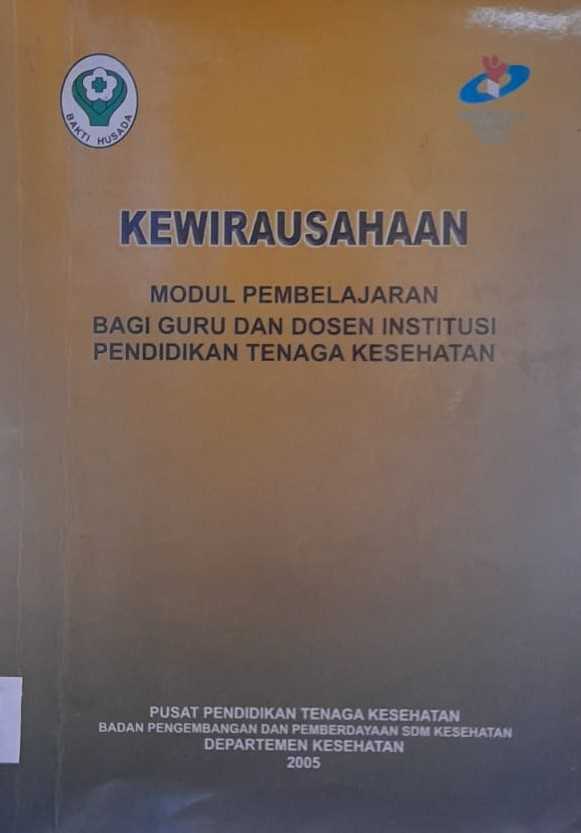 BAKTI HUSADA
KEWIRAUSAHAAN
MODUL PEMBELAJARAN
BAGI GURU DAN DOSEN INSTITUSI
PENDIDIKAN TENAGA KESEHATAN
PUSAT PENDIDIKAN TENAGA KESEHATAN
BADAN PENGEMBANGAN DAN PEMBERDAYAAN SDM KESEHATAN
DEPARTEMEN KESEHATAN
2005